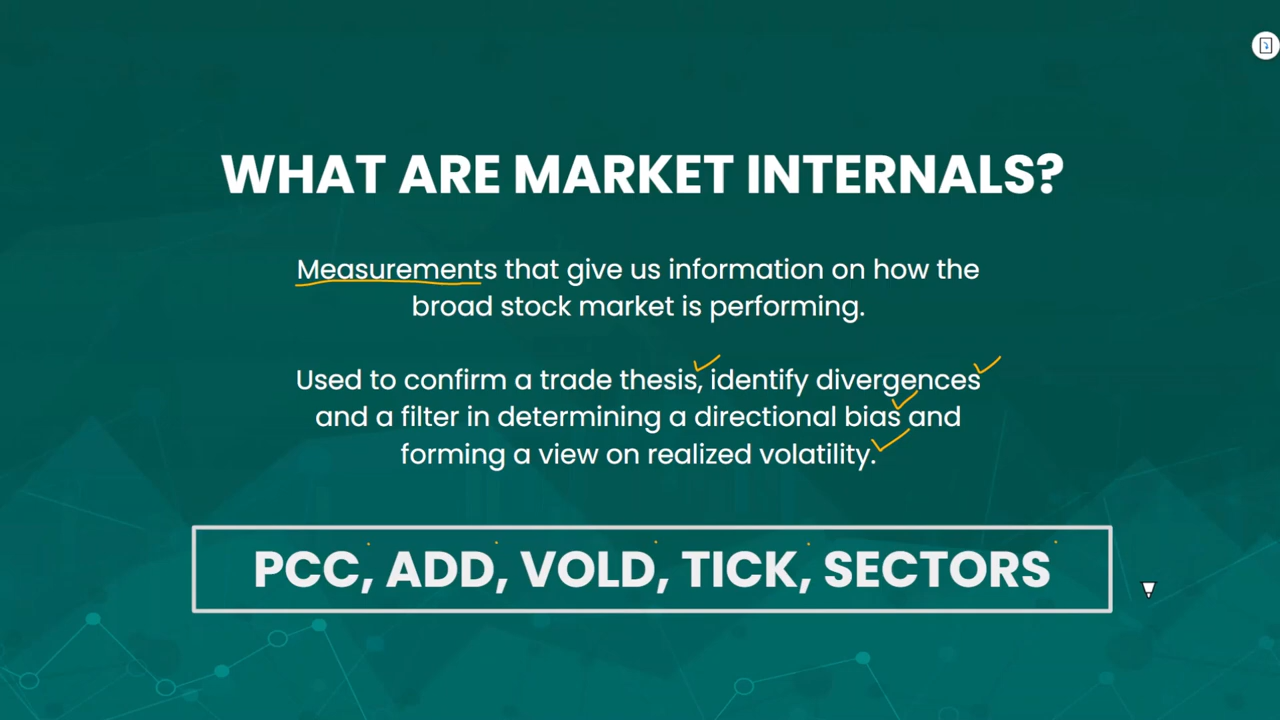 WHAT ARE MARKET INTERNALS?
Measurements that give us information on how the
broad stock market is performing.
Used to confirm a trade thesis, identify divergences
and a filter in determining a directional bias and
forming a view on realized volatility.
PCC, ADD, VOLD, TICK, SECTORS